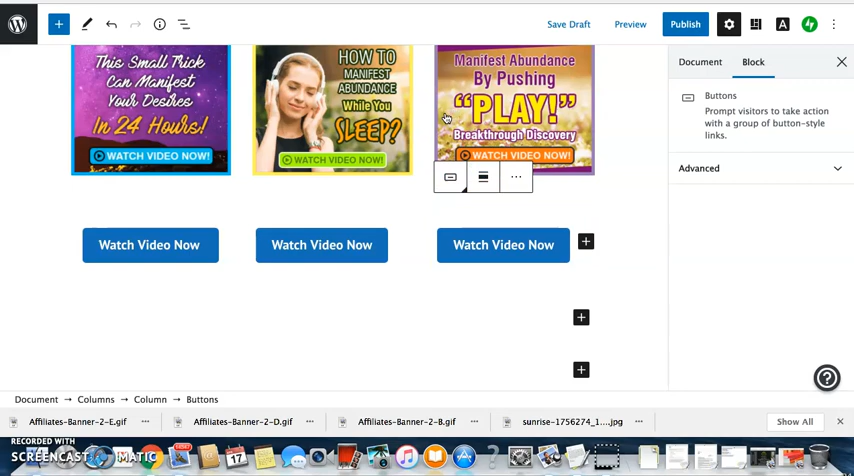 Save Draft Preview Publish
This Small Trick
Can Manifest
Your Desires
In 24 Hours!
WATCH VIDEO NOW!
HOW TO
MANIFEST
ABUNDANCE
While You
SLEEP?
WATCH VIDEO NOW!
Manifest Abundance
By Pushing
"PLAY!"
Breakthrough Discovery
WATCH VIDEO NOW!
Document Block
Buttons
Prompt visitors to take action
with a group of button-style
links.
Advanced
Watch Video Now Watch Video Now Watch Video Now
Document → Columns → Column → Buttons
Affiliates-Banner-2-E.gif Affiliates-Banner-2-D.gif Affiliates-Banner-2-B.gif sunrise-1756274_1....jpg Show All
RECORDED WITH
SCREENCAST MATIC
17